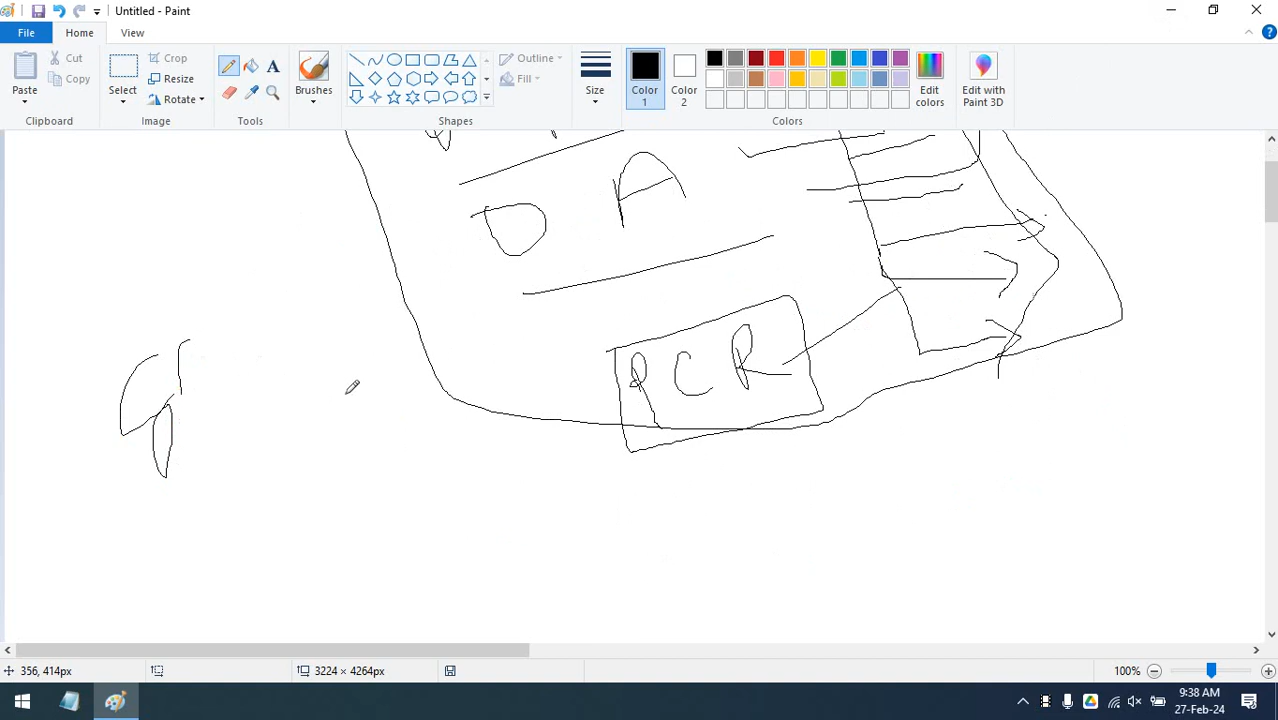 Untitled - Paint
File
Home
View
Paste
Cut
Copy
Clipboard
Select
Crop
Resize
Rotate
Image
A
Tools
Brushes
Outline
Fill
Shapes
Size
Color 1
Color 2
Edit colors
Edit with Paint 3D
Colors
D A
PCR
356, 414px
3224 × 4264px
100%
9:38 AM
27-Feb-24